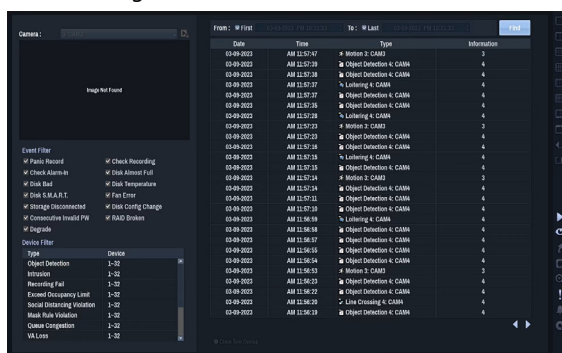 Camera :
Image Not Found
Event Filter
Panic Record
Check Recording
Check Alarm-In
Disk Almost Full
Disk Bad
Disk Temperature
Disk S.M.A.R.T.
Fan Error
Storage Disconnected
Disk Config Change
Consecutive Invalid PW
RAID Broken
Degrade
Device Filter
Type Device
Object Detection 1~32
Intrusion 1~32
Recording Fail 1~32
Exceed Occupancy Limit 1~32
Social Distancing Violation 1~32
Mask Rule Violation 1~32
Queue Congestion 1~32
VA Loss 1~32
From : First To : Last Find
Date Time Type Information
03-09-2023 AM 11:57:47 Motion 3: CAM3 3
03-09-2023 AM 11:57:39 Object Detection 4: CAM4 4
03-09-2023 AM 11:57:38 Object Detection 4: CAM4 4
03-09-2023 AM 11:57:37 Loitering 4: CAM4 4
03-09-2023 AM 11:57:37 Object Detection 4: CAM4 4
03-09-2023 AM 11:57:35 Object Detection 4: CAM4 4
03-09-2023 AM 11:57:28 Loitering 4: CAM4 4
03-09-2023 AM 11:57:23 Motion 3: CAM3 3
03-09-2023 AM 11:57:23 Object Detection 4: CAM4 4
03-09-2023 AM 11:57:16 Object Detection 4: CAM4 4
03-09-2023 AM 11:57:15 Loitering 4: CAM4 4
03-09-2023 AM 11:57:15 Object Detection 4: CAM4 4
03-09-2023 AM 11:57:14 Motion 3: CAM3 3
03-09-2023 AM 11:57:14 Object Detection 4: CAM4 4
03-09-2023 AM 11:57:11 Object Detection 4: CAM4 4
03-09-2023 AM 11:57:10 Object Detection 4: CAM4 4
03-09-2023 AM 11:56:59 Loitering 4: CAM4 4
03-09-2023 AM 11:56:58 Object Detection 4: CAM4 4
03-09-2023 AM 11:56:57 Object Detection 4: CAM4 4
03-09-2023 AM 11:56:55 Object Detection 4: CAM4 4
03-09-2023 AM 11:56:54 Object Detection 4: CAM4 4
03-09-2023 AM 11:56:53 Motion 3: CAM3 3
03-09-2023 AM 11:56:23 Object Detection 4: CAM4 4
03-09-2023 AM 11:56:22 Object Detection 4: CAM4 4
03-09-2023 AM 11:56:20 Line Crossing 4: CAM4 4
03-09-2023 AM 11:56:19 Object Detection 4: CAM4 4